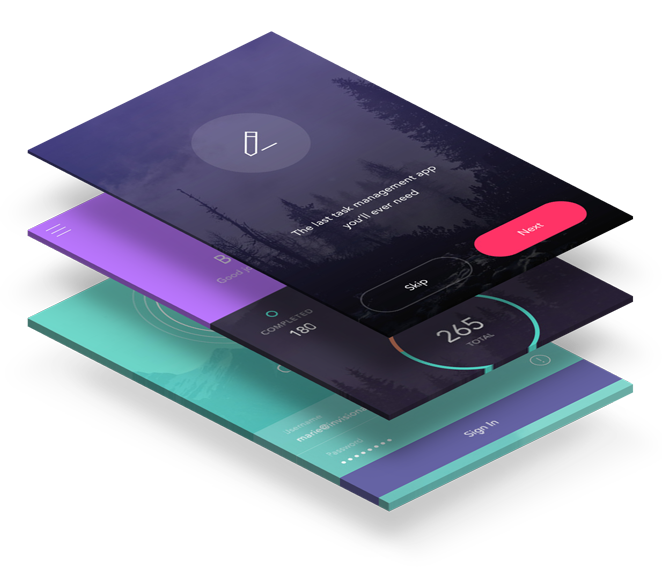 The last task management app
you'll ever need
Next
Skip
B
Good j
COMPLETED
180
265
TOTAL
Username
marie@invision
Password
Sign In